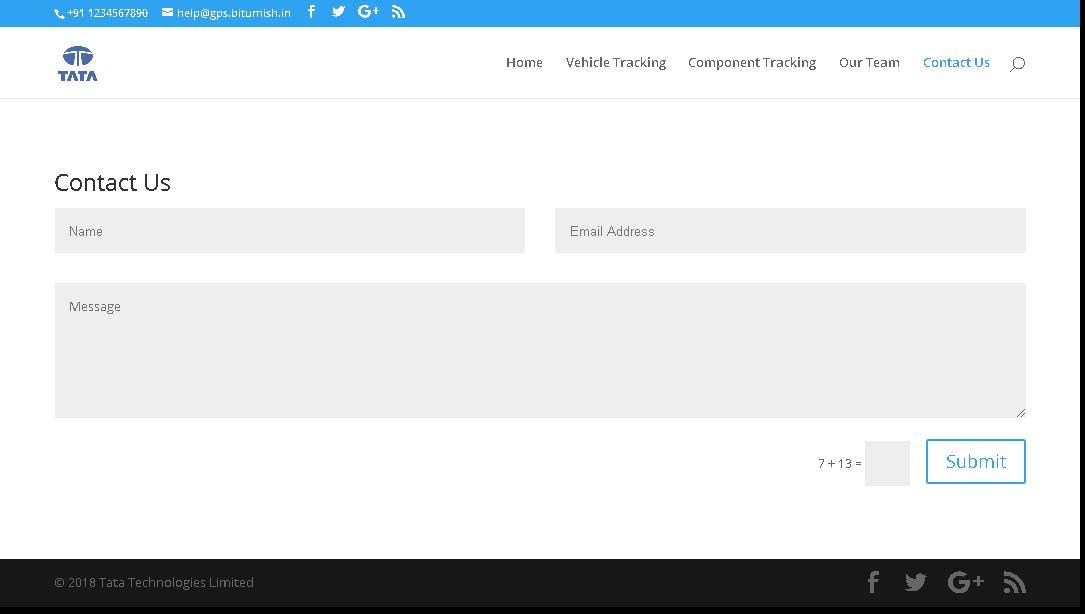 +91 1234567890 help@gps.bitumish.in
TATA
Home Vehicle Tracking Component Tracking Our Team Contact Us
Contact Us
Name Email Address
Message
7 + 13 = Submit
© 2018 Tata Technologies Limited